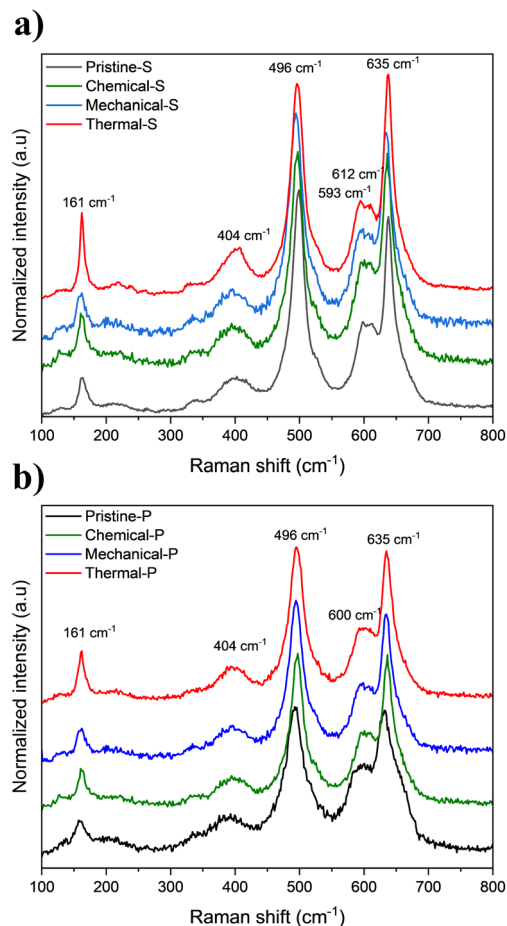 a)
Pristine-S
Chemical-S
Mechanical-S
Thermal-S
161 cm⁻¹
404 cm⁻¹
496 cm⁻¹
593 cm⁻¹
612 cm⁻¹
635 cm⁻¹
Normalized intensity (a.u)
100 200 300 400 500 600 700 800
Raman shift (cm⁻¹)
b)
Pristine-P
Chemical-P
Mechanical-P
Thermal-P
161 cm⁻¹
404 cm⁻¹
496 cm⁻¹
600 cm⁻¹
635 cm⁻¹
Normalized intensity (a.u)
100 200 300 400 500 600 700 800
Raman shift (cm⁻¹)